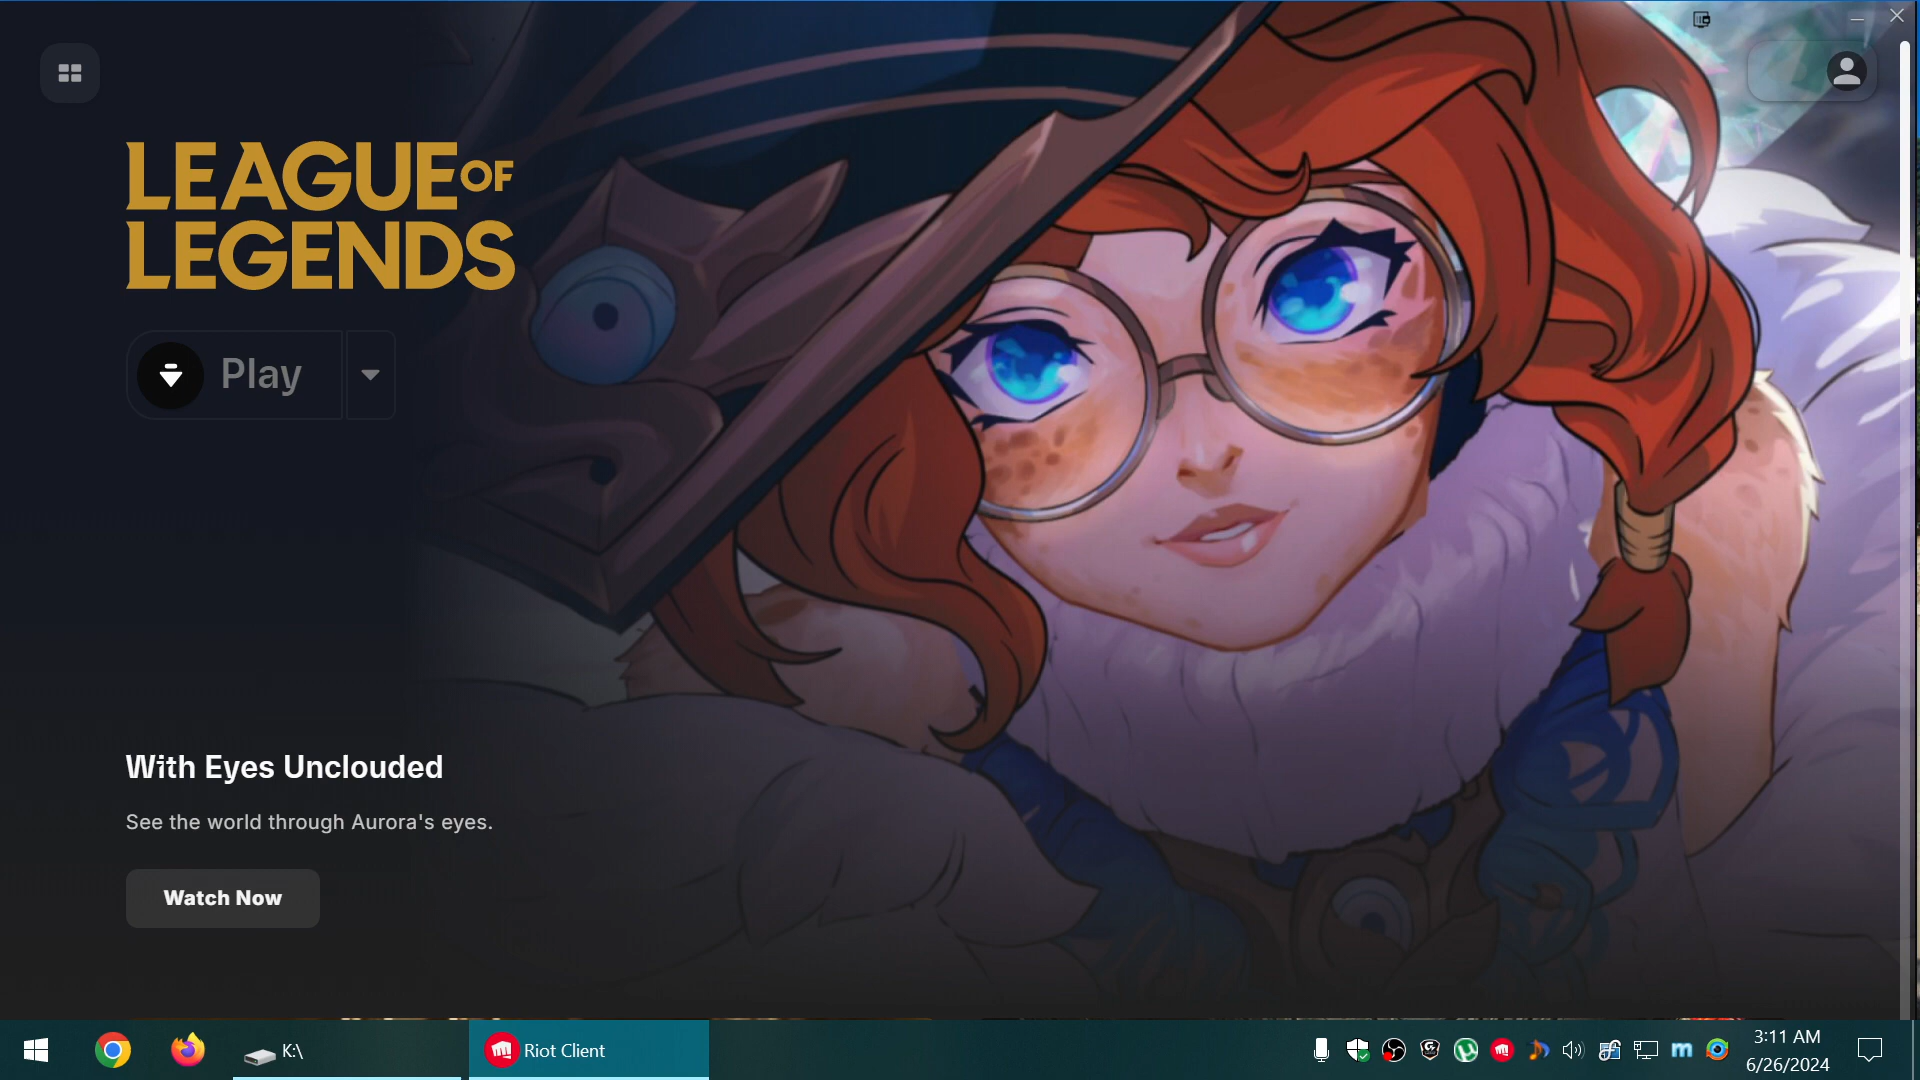 LEAGUE OF
LEGENDS
Play
With Eyes Unclouded
See the world through Aurora's eyes.
Watch Now
K:\
Riot Client
3:11 AM
6/26/2024